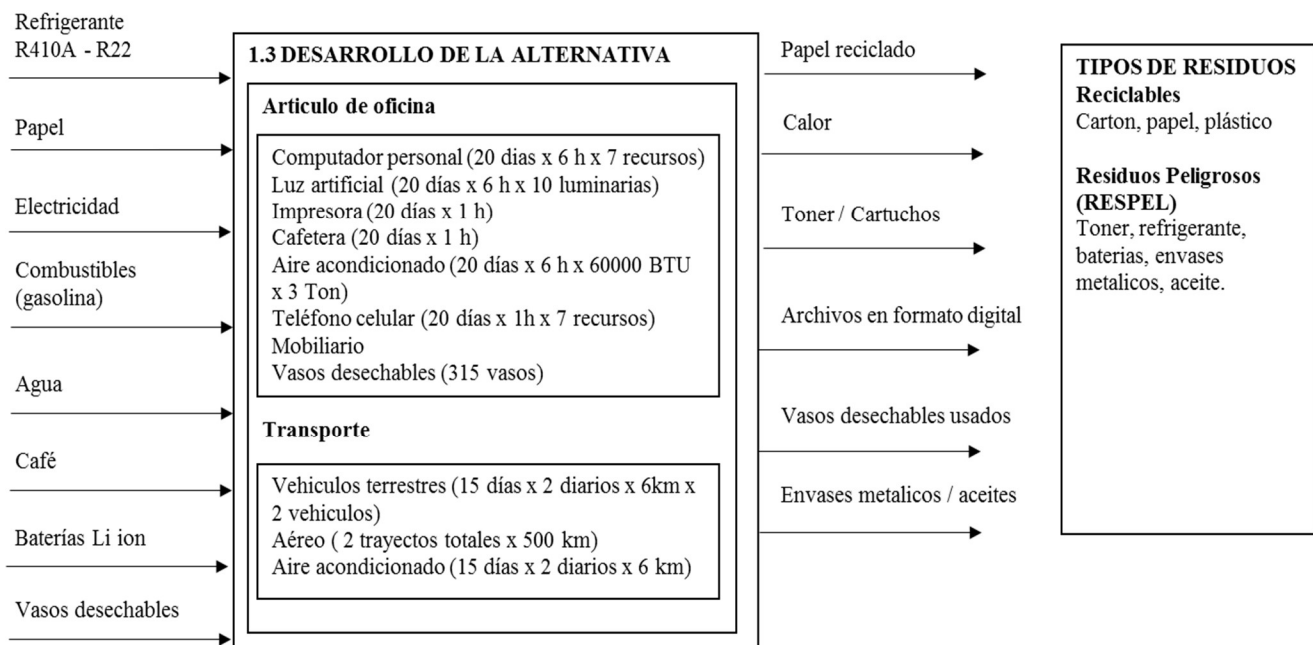 Refrigerante
R410A - R22
Papel
Electricidad
Combustibles
(gasolina)
Agua
Café
Baterías Li ion
Vasos desechables
1.3 DESARROLLO DE LA ALTERNATIVA
Articulo de oficina
Computador personal (20 dias x 6 h x 7 recursos)
Luz artificial (20 días x 6 h x 10 luminarias)
Impresora (20 días x 1 h)
Cafetera (20 días x 1 h)
Aire acondicionado (20 días x 6 h x 60000 BTU
x 3 Ton)
Teléfono celular (20 días x 1h x 7 recursos)
Mobiliario
Vasos desechables (315 vasos)
Transporte
Vehiculos terrestres (15 días x 2 diarios x 6km x
2 vehiculos)
Aéreo ( 2 trayectos totales x 500 km)
Aire acondicionado (15 días x 2 diarios x 6 km)
Papel reciclado
Calor
Toner / Cartuchos
Archivos en formato digital
Vasos desechables usados
Envases metalicos / aceites
TIPOS DE RESIDUOS
Reciclables
Carton, papel, plástico
Residuos Peligrosos
(RESPEL)
Toner, refrigerante,
baterias, envases
metalicos, aceite.